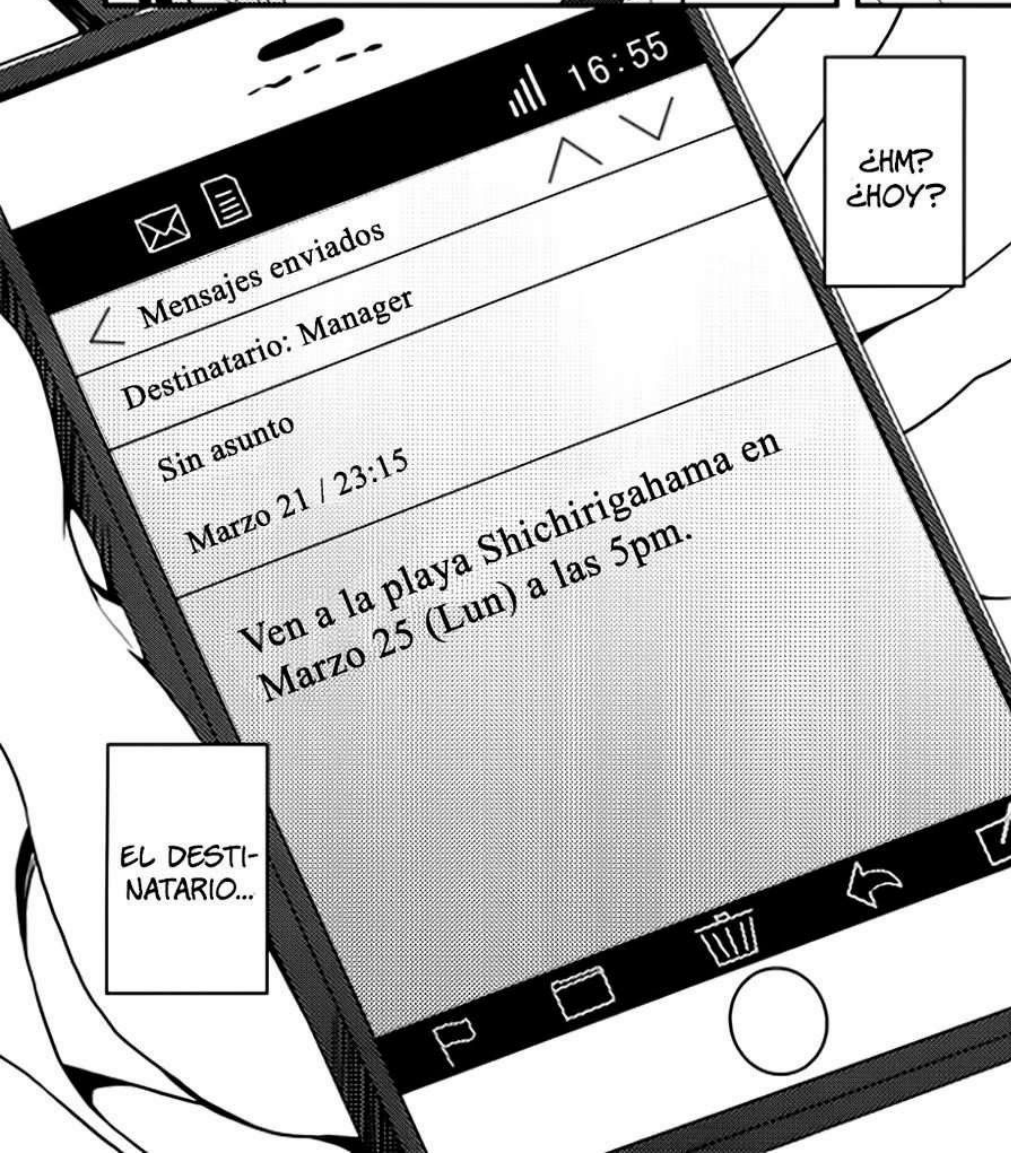 16:55
¿HM?
¿HOY?
Mensajes enviados
Destinatario: Manager
Sin asunto
Marzo 21 / 23:15
Ven a la playa Shichirigahama en
Marzo 25 (Lun) a las 5pm.
EL DESTI-
NATARIO...